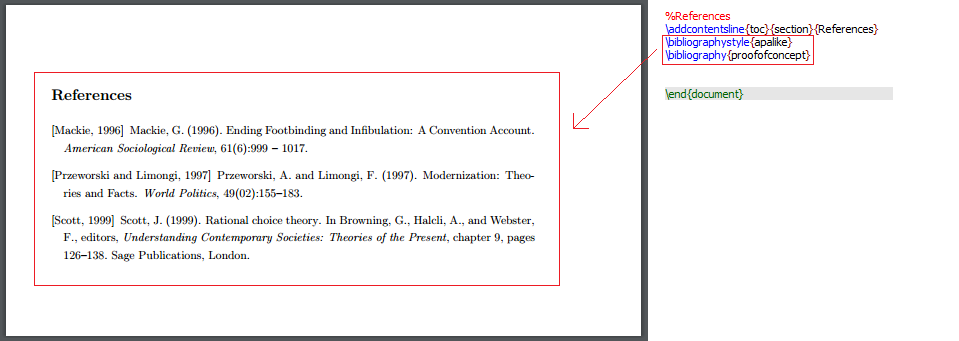 References
[Mackie, 1996] Mackie, G. (1996). Ending Footbinding and Infibulation: A Convention Account.
American Sociological Review, 61(6):999 – 1017.
[Przeworski and Limongi, 1997] Przeworski, A. and Limongi, F. (1997). Modernization: Theo-
ries and Facts. World Politics, 49(02):155–183.
[Scott, 1999] Scott, J. (1999). Rational choice theory. In Browning, G., Halcli, A., and Webster,
F., editors, Understanding Contemporary Societies: Theories of the Present, chapter 9, pages
126–138. Sage Publications, London.
%References
\addcontentsline{toc}{section}{References}
\bibliographystyle{apalike}
\bibliography{proofofconcept}
\end{document}